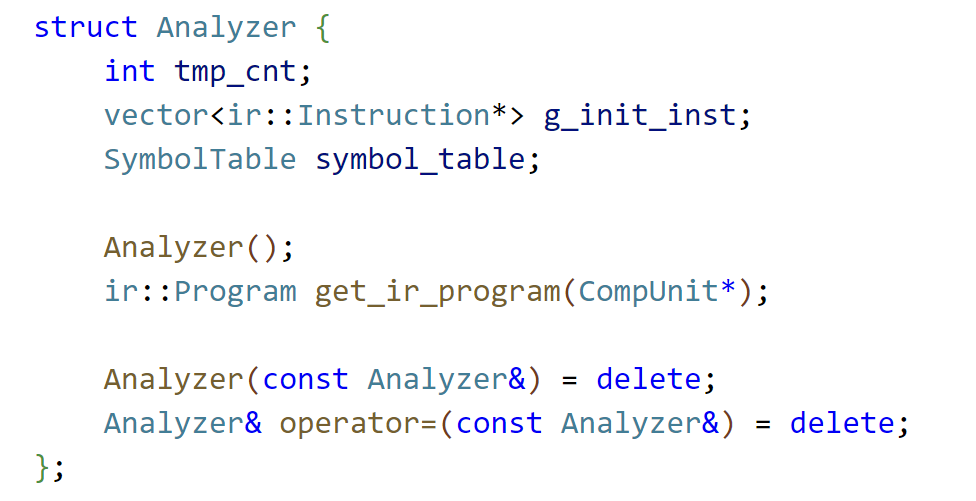 struct Analyzer {
    int tmp_cnt;
    vector<ir::Instruction*> g_init_inst;
    SymbolTable symbol_table;

    Analyzer();
    ir::Program get_ir_program(CompUnit*);

    Analyzer(const Analyzer&) = delete;
    Analyzer& operator=(const Analyzer&) = delete;
};